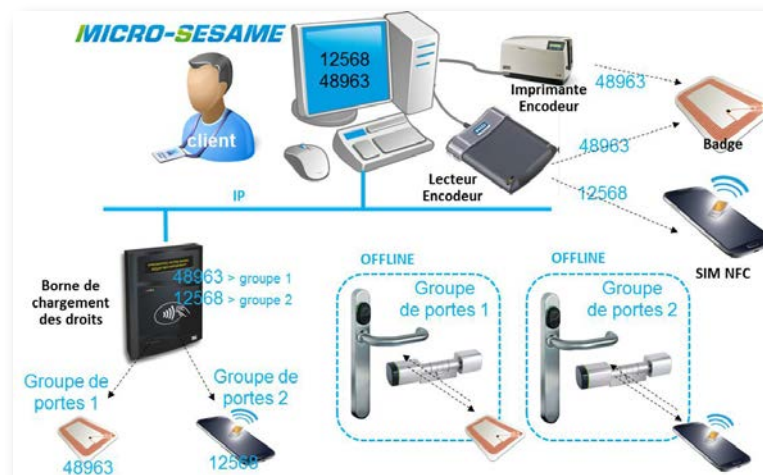 MICRO-SESAME
12568
48963
client
Imprimante
Encodeur
48963
Badge
48963
Lecteur
Encodeur
12568
SIM NFC
IP
Borne de
chargement
des droits
48963 > groupe 1
12568 > groupe 2
OFFLINE
Groupe
de portes 1
OFFLINE
Groupe
de portes 2
Groupe de
portes 1
Groupe de
portes 2
48963
12568